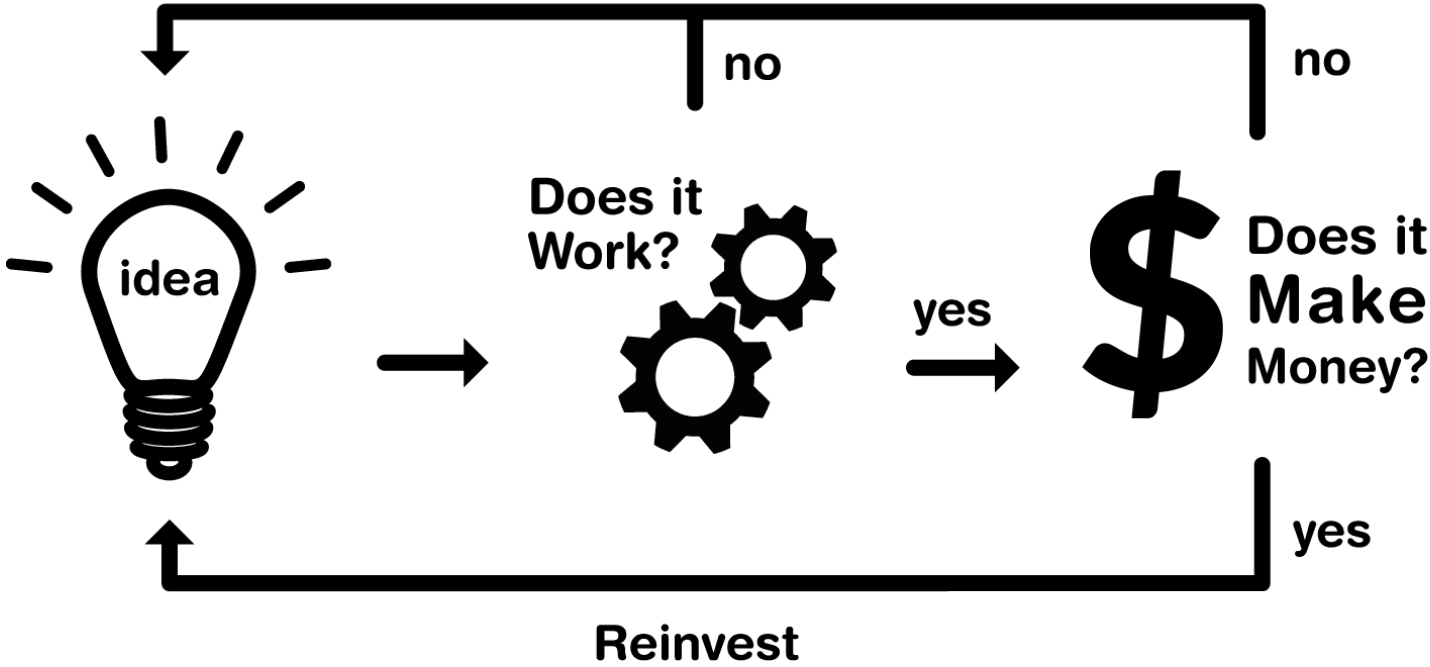 no
no
idea
Does it
Work?
yes
Does it
Make
Money?
yes
Reinvest